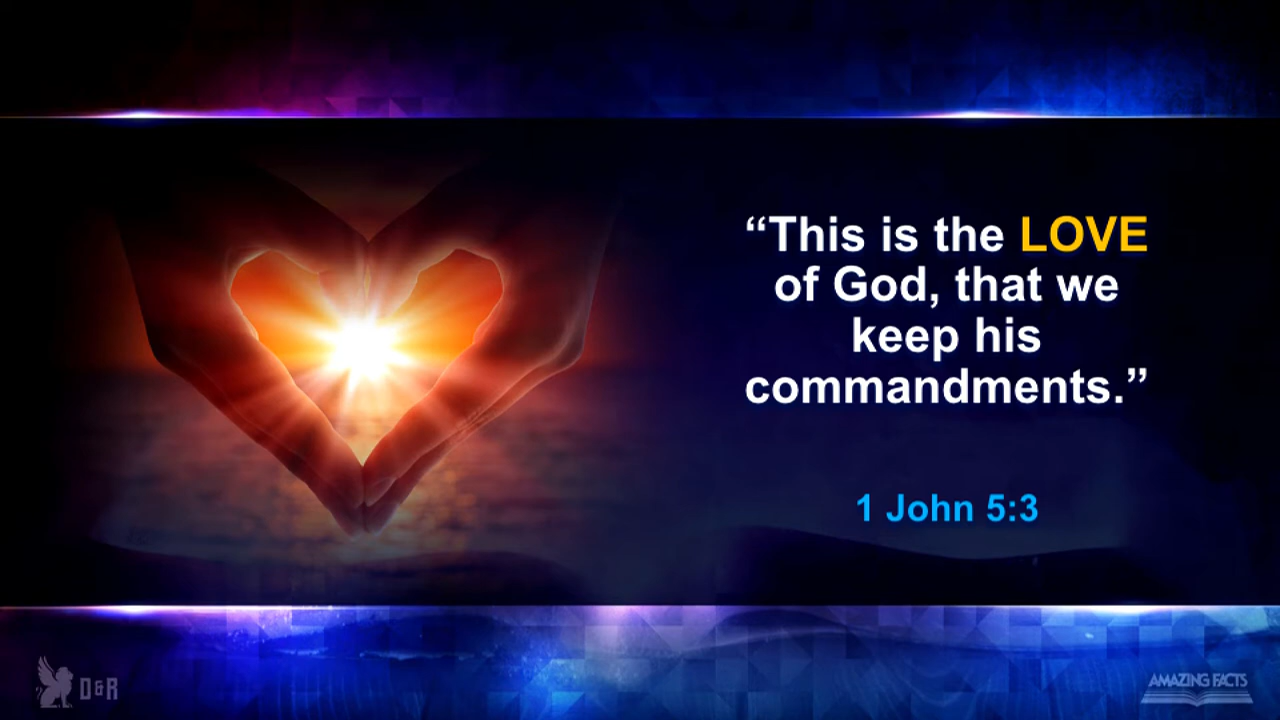 “This is the LOVE
of God, that we
keep his
commandments.”
1 John 5:3
D&R
AMAZING FACTS